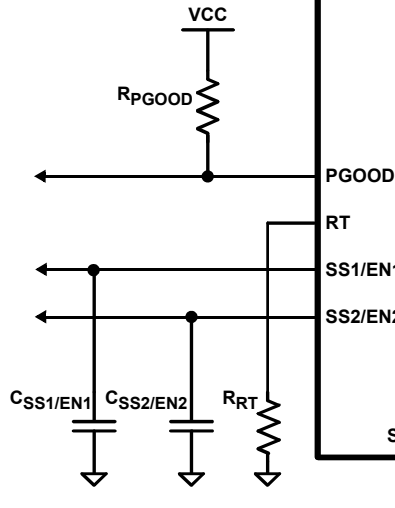 VCC
RPGOOD
PGOOD
RT
SS1/EN1
SS2/EN2
CSS1/EN1 CSS2/EN2 RRT
S